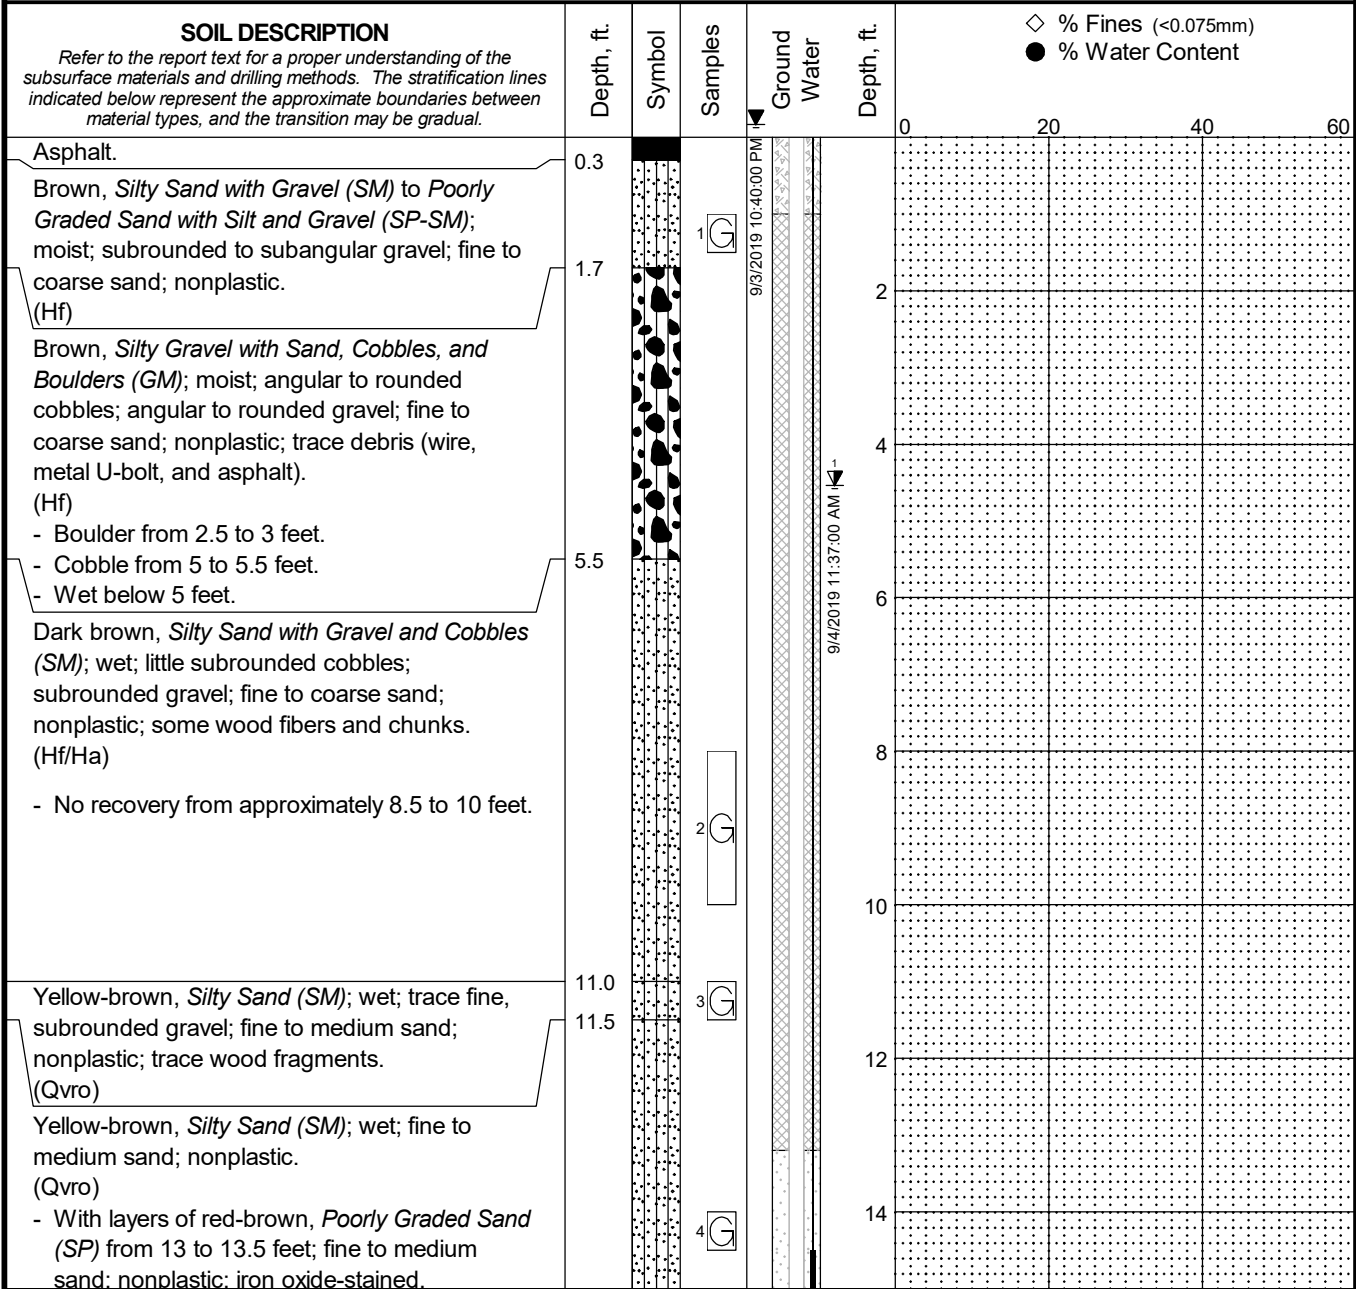 SOIL DESCRIPTION
Refer to the report text for a proper understanding of the
subsurface materials and drilling methods. The stratification lines
indicated below represent the approximate boundaries between
material types, and the transition may be gradual.
Depth, ft.
Symbol
Samples
Ground
Water
Depth, ft.
◇ % Fines (<0.075mm)
● % Water Content
0 20 40 60
Asphalt.
0.3
Brown, Silty Sand with Gravel (SM) to Poorly
Graded Sand with Silt and Gravel (SP-SM);
moist; subrounded to subangular gravel; fine to
coarse sand; nonplastic.
(Hf)
1.7
Brown, Silty Gravel with Sand, Cobbles, and
Boulders (GM); moist; angular to rounded
cobbles; angular to rounded gravel; fine to
coarse sand; nonplastic; trace debris (wire,
metal U-bolt, and asphalt).
(Hf)
- Boulder from 2.5 to 3 feet.
- Cobble from 5 to 5.5 feet.
- Wet below 5 feet.
5.5
Dark brown, Silty Sand with Gravel and Cobbles
(SM); wet; little subrounded cobbles;
subrounded gravel; fine to coarse sand;
nonplastic; some wood fibers and chunks.
(Hf/Ha)
- No recovery from approximately 8.5 to 10 feet.
11.0
Yellow-brown, Silty Sand (SM); wet; trace fine,
subrounded gravel; fine to medium sand;
nonplastic; trace wood fragments.
(Qvro)
11.5
Yellow-brown, Silty Sand (SM); wet; fine to
medium sand; nonplastic.
(Qvro)
- With layers of red-brown, Poorly Graded Sand
(SP) from 13 to 13.5 feet; fine to medium
sand; nonplastic; iron oxide-stained.
1 G
2 G
3 G
4 G
9/3/2019 10:40:00 PM
1
9/4/2019 11:37:00 AM
2
4
6
8
10
12
14